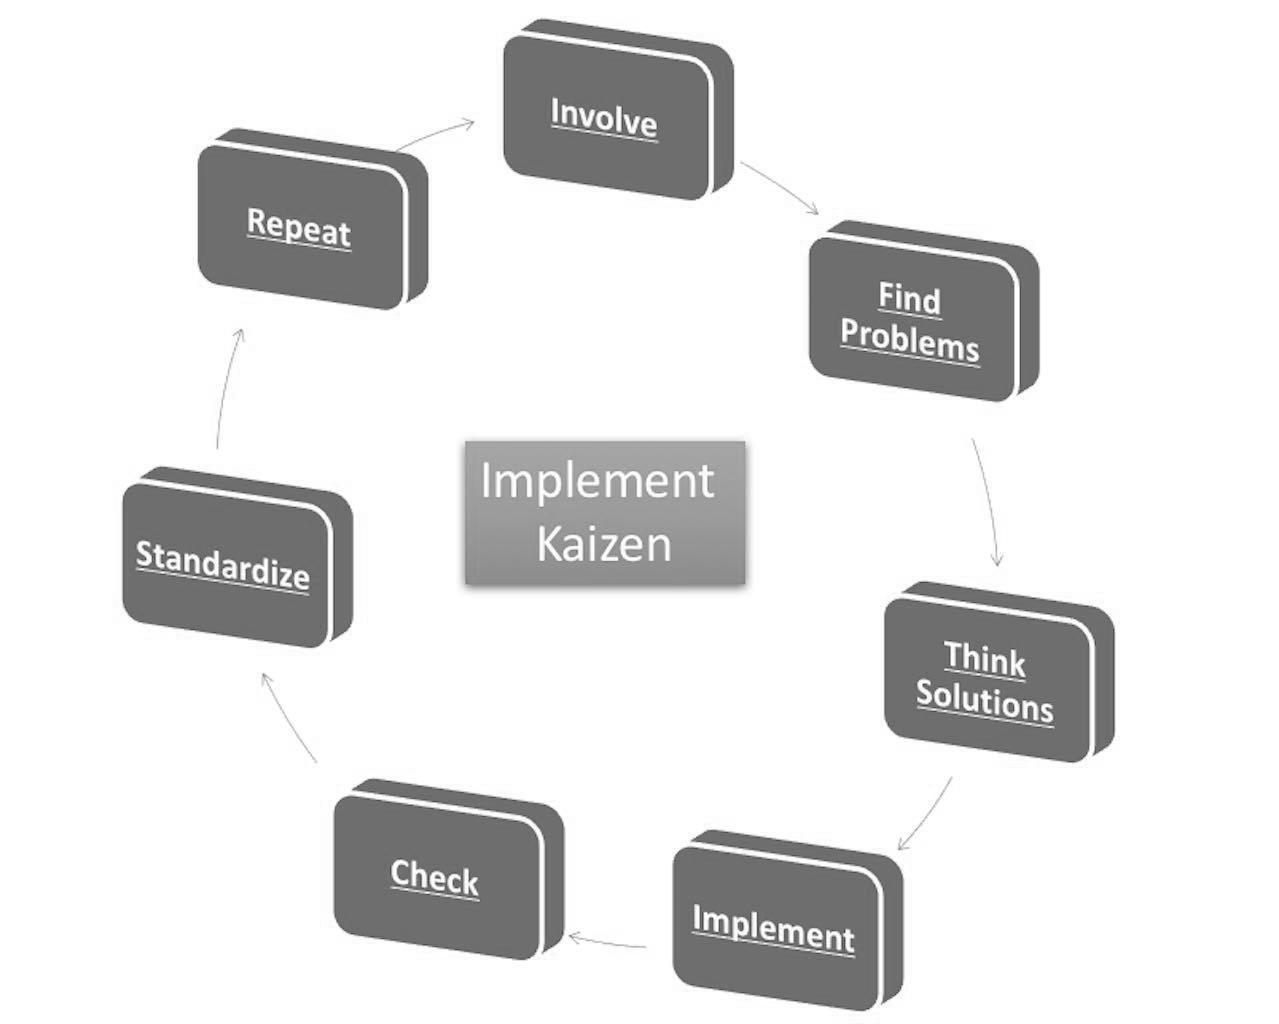 Involve
Find
Problems
Think
Solutions
Implement
Check
Standardize
Repeat
Implement
Kaizen